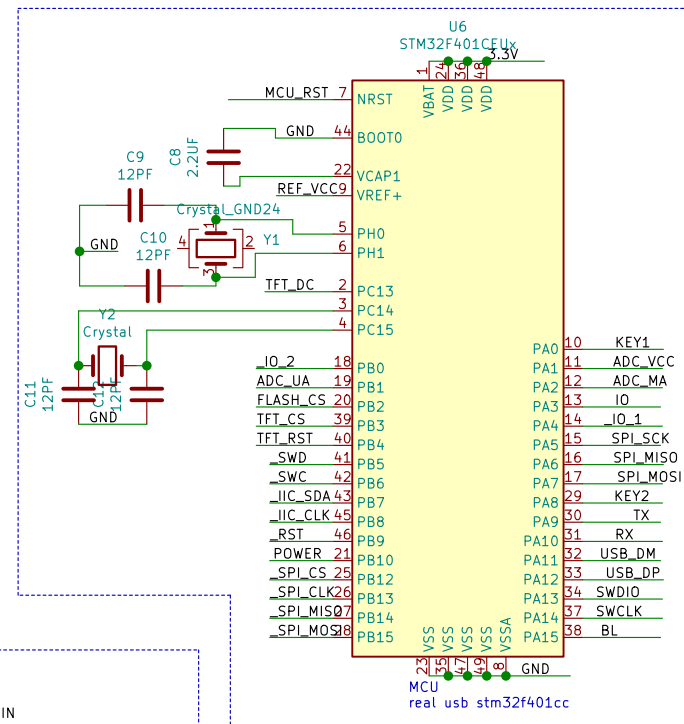 U6
STM32F401CEUx
3.3V
1
24
36
48
VBAT
VDD
VDD
VDD
MCU_RST 7 NRST
GND 44 BOOT0
C8
2.2UF
22 VCAP1
REF_VCC 9 VREF+
C9
12PF
Crystal_GND24
5 PH0
6 PH1
1
4
2
3
Y1
GND
C10
12PF
TFT_DC 2 PC13
3 PC14
4 PC15
Y2
Crystal
C11
12PF
12PF
GND
_IO_2 18 PB0
ADC_UA 19 PB1
FLASH_CS 20 PB2
TFT_CS 39 PB3
TFT_RST 40 PB4
_SWD 41 PB5
_SWC 42 PB6
_IIC_SDA 43 PB7
_IIC_CLK 45 PB8
_RST 46 PB9
POWER 21 PB10
_SPI_CS 25 PB12
_SPI_CLK 26 PB13
_SPI_MISO 27 PB14
_SPI_MOSI 28 PB15
PA0 10 KEY1
PA1 11 ADC_VCC
PA2 12 ADC_MA
PA3 13 IO
PA4 14 _IO_1
PA5 15 SPI_SCK
PA6 16 SPI_MISO
PA7 17 SPI_MOSI
PA8 29 KEY2
PA9 30 TX
PA10 31 RX
PA11 32 USB_DM
PA12 33 USB_DP
PA13 34 SWDIO
PA14 37 SWCLK
PA15 38 BL
VSS
VSS
VSS
VSS
VSSA
23
35
47
49
8
GND
MCU
real usb stm32f401cc
IN